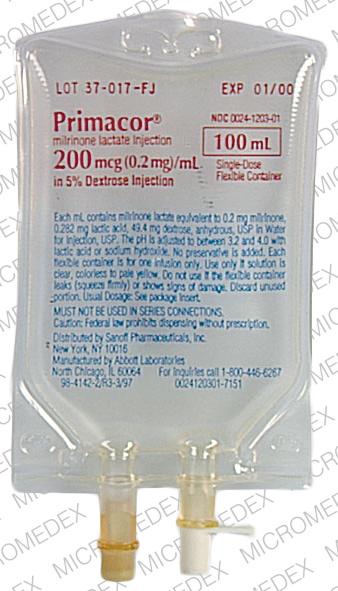 LOT 37-017-FJ EXP 01/00
NDC 0024-1203-01
Primacor®
milrinone lactate Injection
100 mL
200 mcg (0.2 mg)/mL
Single-Dose
Flexible Container
in 5% Dextrose Injection
Each mL contains milrinone lactate equivalent to 0.2 mg milrinone,
0.282 mg lactic acid, 49.4 mg dextrose, anhydrous, USP in Water
for Injection, USP. The pH is adjusted to between 3.2 and 4.0 with
lactic acid or sodium hydroxide. No preservative is added. Each
flexible container is for one infusion only. Use only if solution is
clear, colorless to pale yellow. Do not use if the flexible container
leaks (squeeze firmly) or shows signs of damage. Discard unused
portion. Usual Dosage: See package insert.
MUST NOT BE USED IN SERIES CONNECTIONS.
Caution: Federal law prohibits dispensing without prescription.
Distributed by Sanofi Pharmaceuticals, Inc.
New York, NY 10016
Manufactured by Abbott Laboratories
North Chicago, IL 60064 For Inquiries call 1-800-446-6267
98-4142-2/R3-3/97 0024120301-7151
MICROMEDEX